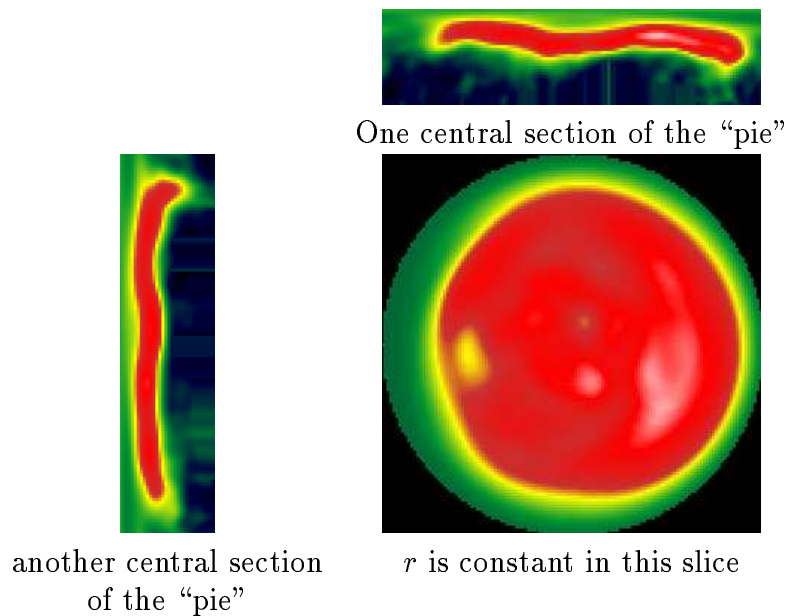 One central section of the “pie”
another central section
of the “pie”
r is constant in this slice